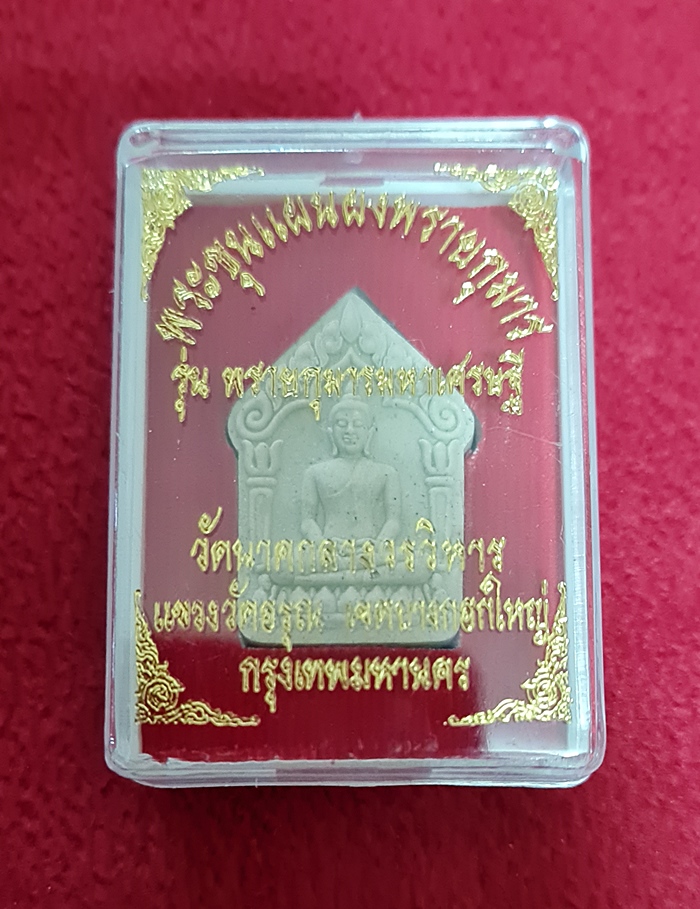 พระขุนแผนผงพรายกุมาร
รุ่น พรายกุมารมหาเศรษฐี
วัดนาคกลางวรวิหาร
แขวงวัดอรุณ เขตบางกอกใหญ่
กรุงเทพมหานคร